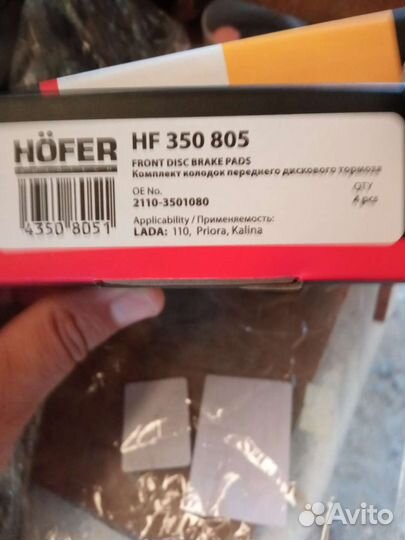 HÖFER
HF 350 805
FRONT DISC BRAKE PADS
Комплект колодок переднего дискового тормоза
OE No.
2110-3501080
QTY
4 pcs
Applicability / Применяемость:
LADA: 110, Priora, Kalina
4350 8051
Avito